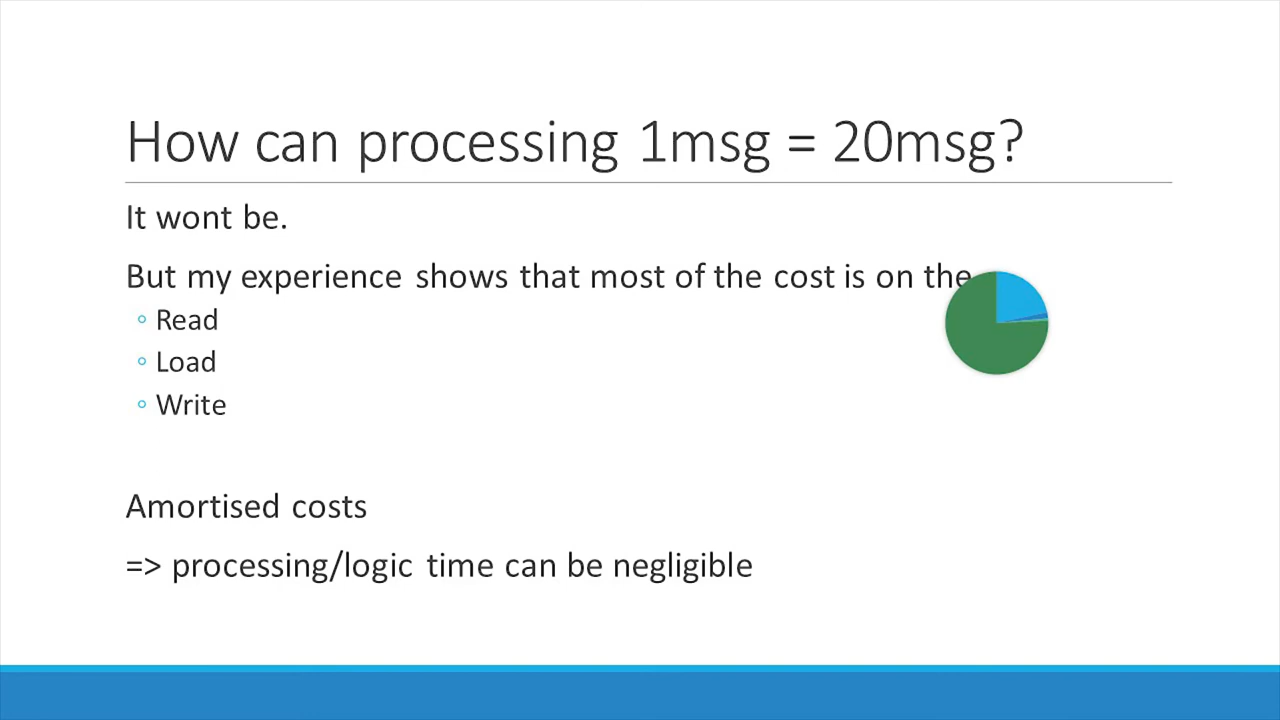 How can processing 1msg = 20msg?
It wont be.
But my experience shows that most of the cost is on the
◦ Read
◦ Load
◦ Write
Amortised costs
=> processing/logic time can be negligible